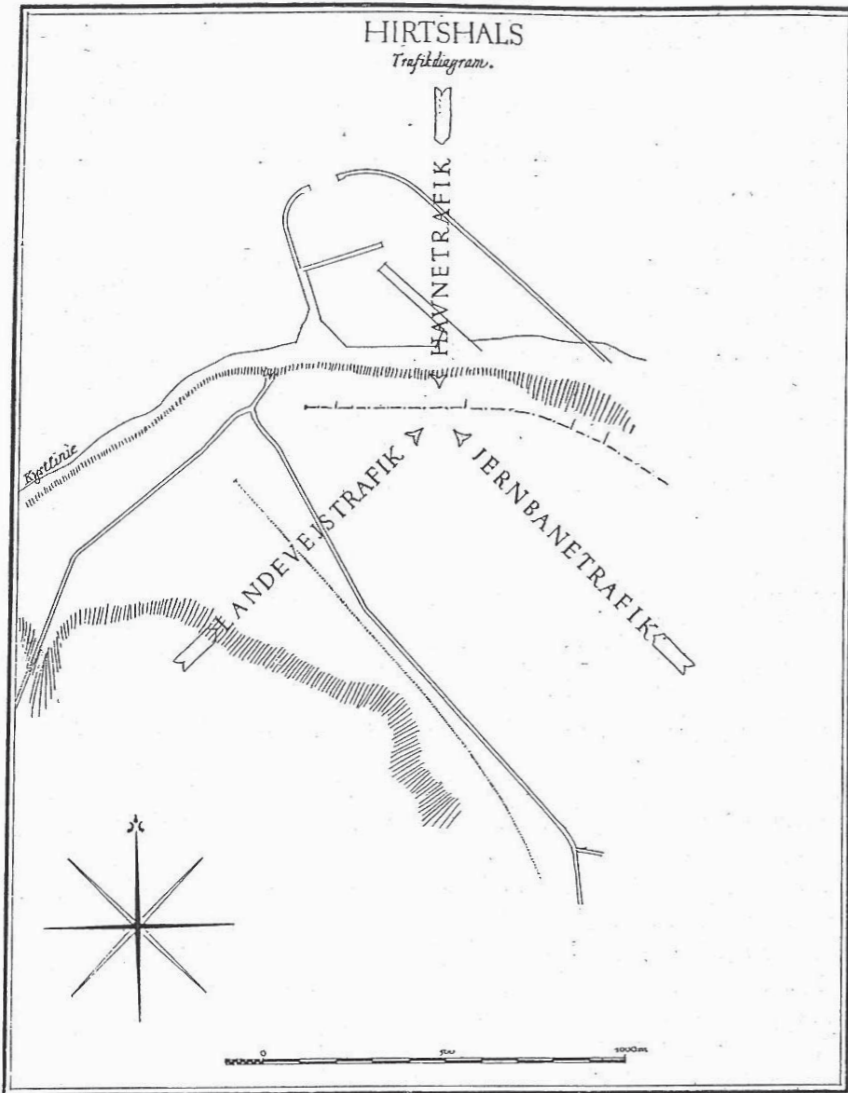 HIRTSHALS
Trafikdiagram.
HAVNETRAFIK
Kystlinie
LANDEVEJSTRAFIK
JERNBANETRAFIK
0 500 1000m